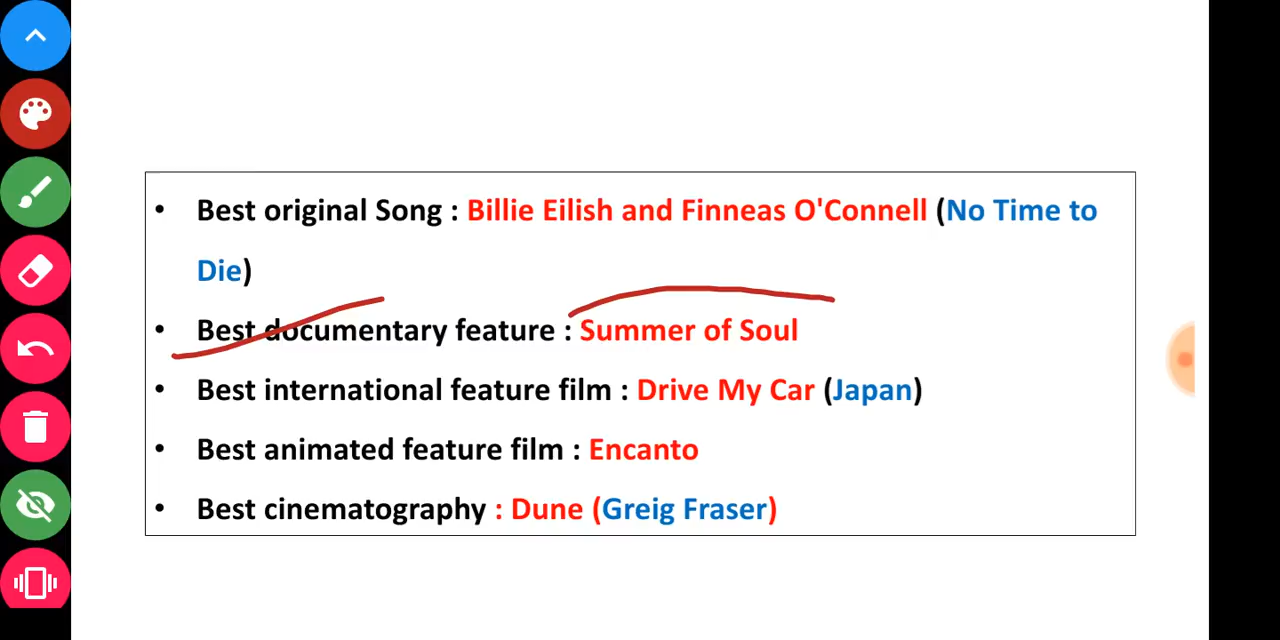 • Best original Song : Billie Eilish and Finneas O'Connell (No Time to
Die)
• Best documentary feature : Summer of Soul
• Best international feature film : Drive My Car (Japan)
• Best animated feature film : Encanto
• Best cinematography : Dune (Greig Fraser)